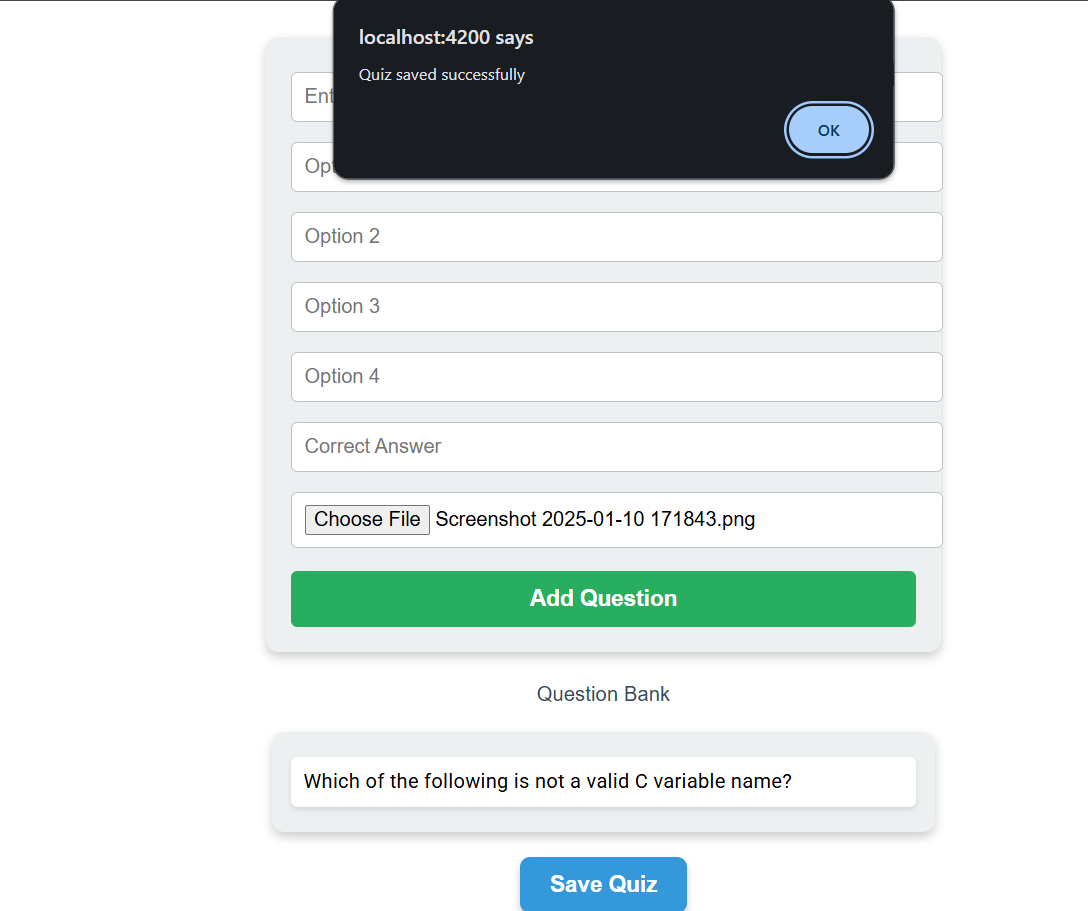 localhost:4200 says
Quiz saved successfully
OK
Option 2
Option 3
Option 4
Correct Answer
Choose File Screenshot 2025-01-10 171843.png
Add Question
Question Bank
Which of the following is not a valid C variable name?
Save Quiz